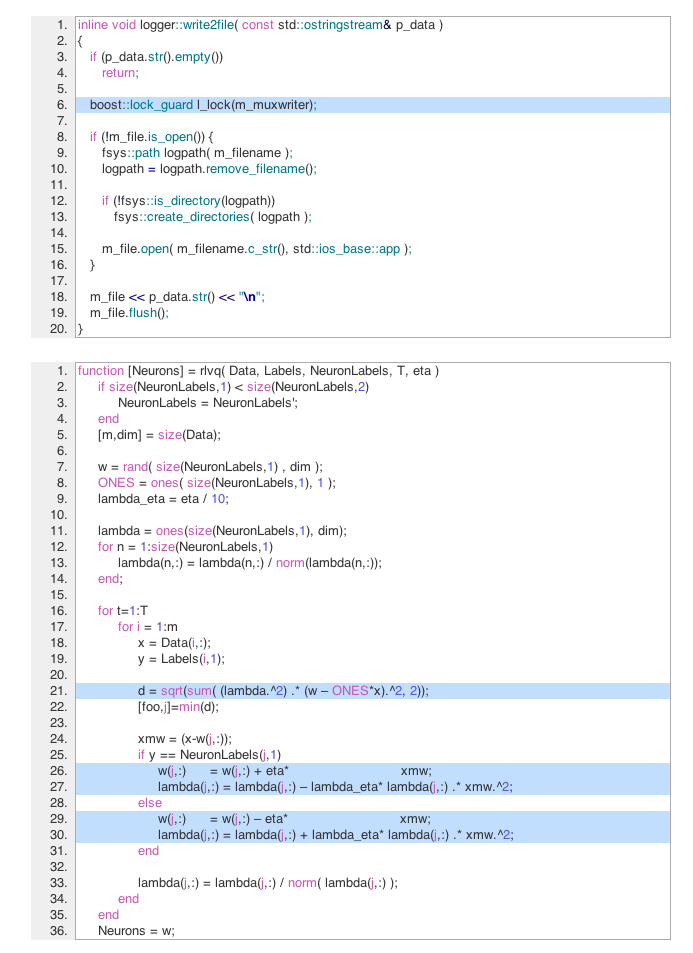 1. inline void logger::write2file( const std::ostringstream& p_data )
2. {
3. if (p_data.str().empty())
4. return;
5.
6. boost::lock_guard l_lock(m_muxwriter);
7.
8. if (!m_file.is_open()) {
9. fsys::path logpath( m_filename );
10. logpath = logpath.remove_filename();
11.
12. if (!fsys::is_directory(logpath))
13. fsys::create_directories( logpath );
14.
15. m_file.open( m_filename.c_str(), std::ios_base::app );
16. }
17.
18. m_file << p_data.str() << "\n";
19. m_file.flush();
20. }
1. function [Neurons] = rlvq( Data, Labels, NeuronLabels, T, eta )
2. if size(NeuronLabels,1) < size(NeuronLabels,2)
3. NeuronLabels = NeuronLabels';
4. end
5. [m,dim] = size(Data);
6.
7. w = rand( size(NeuronLabels,1) , dim );
8. ONES = ones( size(NeuronLabels,1), 1 );
9. lambda_eta = eta / 10;
10.
11. lambda = ones(size(NeuronLabels,1), dim);
12. for n = 1:size(NeuronLabels,1)
13. lambda(n,:) = lambda(n,:) / norm(lambda(n,:));
14. end;
15.
16. for t=1:T
17. for i = 1:m
18. x = Data(i,:);
19. y = Labels(i,1);
20.
21. d = sqrt(sum( (lambda.^2) .* (w – ONES*x).^2, 2));
22. [foo,j]=min(d);
23.
24. xmw = (x-w(j,:));
25. if y == NeuronLabels(j,1)
26. w(j,:) = w(j,:) + eta* xmw;
27. lambda(j,:) = lambda(j,:) – lambda_eta* lambda(j,:) .* xmw.^2;
28. else
29. w(j,:) = w(j,:) – eta* xmw;
30. lambda(j,:) = lambda(j,:) + lambda_eta* lambda(j,:) .* xmw.^2;
31. end
32.
33. lambda(j,:) = lambda(j,:) / norm( lambda(j,:) );
34. end
35. end
36. Neurons = w;